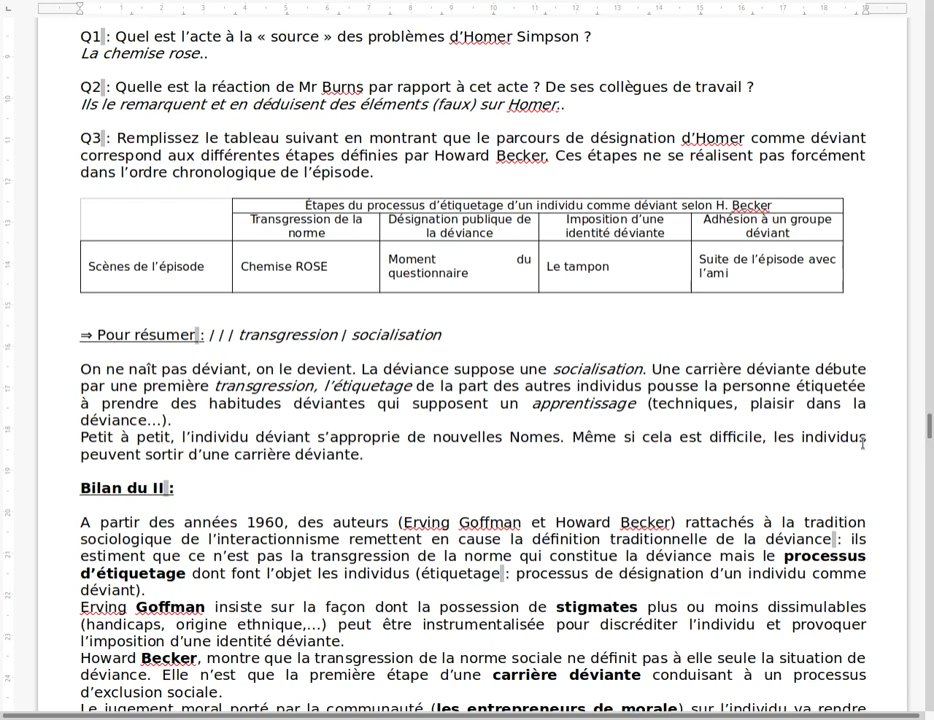 Q1 : Quel est l’acte à la « source » des problèmes d’Homer Simpson ?
La chemise rose..
Q2 : Quelle est la réaction de Mr Burns par rapport à cet acte ? De ses collègues de travail ?
Ils le remarquent et en déduisent des éléments (faux) sur Homer..
Q3 : Remplissez le tableau suivant en montrant que le parcours de désignation d’Homer comme déviant
correspond aux différentes étapes définies par Howard Becker. Ces étapes ne se réalisent pas forcément
dans l’ordre chronologique de l’épisode.
Étapes du processus d’étiquetage d’un individu comme déviant selon H. Becker
Transgression de la norme
Désignation publique de la déviance
Imposition d’une identité déviante
Adhésion à un groupe déviant
Scènes de l’épisode
Chemise ROSE
Moment du questionnaire
Le tampon
Suite de l’épisode avec l’ami
⇒ Pour résumer : / / / transgression / socialisation
On ne naît pas déviant, on le devient. La déviance suppose une socialisation. Une carrière déviante débute
par une première transgression, l’étiquetage de la part des autres individus pousse la personne étiquetée
à prendre des habitudes déviantes qui supposent un apprentissage (techniques, plaisir dans la
déviance…).
Petit à petit, l’individu déviant s’approprie de nouvelles Nomes. Même si cela est difficile, les individus
peuvent sortir d’une carrière déviante.
Bilan du II :
A partir des années 1960, des auteurs (Erving Goffman et Howard Becker) rattachés à la tradition
sociologique de l’interactionnisme remettent en cause la définition traditionnelle de la déviance : ils
estiment que ce n’est pas la transgression de la norme qui constitue la déviance mais le processus
d’étiquetage dont font l’objet les individus (étiquetage : processus de désignation d’un individu comme
déviant).
Erving Goffman insiste sur la façon dont la possession de stigmates plus ou moins dissimulables
(handicaps, origine ethnique,…) peut être instrumentalisée pour discréditer l’individu et provoquer
l’imposition d’une identité déviante.
Howard Becker, montre que la transgression de la norme sociale ne définit pas à elle seule la situation de
déviance. Elle n’est que la première étape d’une carrière déviante conduisant à un processus
d’exclusion sociale.
Le jugement moral porté par la communauté (les entrepreneurs de morale) sur l’individu va rendre